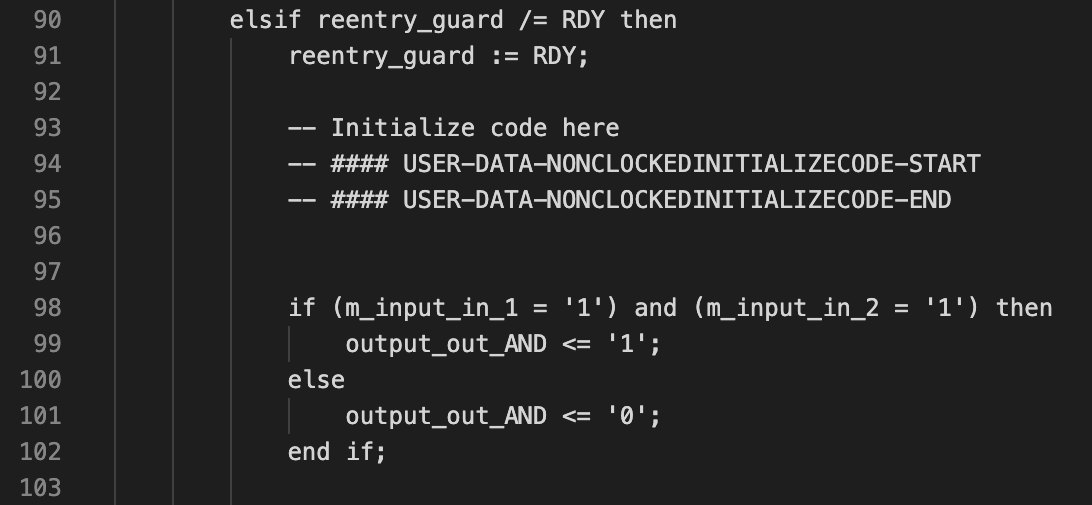 90 elsif reentry_guard /= RDY then
91 reentry_guard := RDY;
92
93 -- Initialize code here
94 -- #### USER-DATA-NONCLOCKEDINITIALIZECODE-START
95 -- #### USER-DATA-NONCLOCKEDINITIALIZECODE-END
96
97
98 if (m_input_in_1 = '1') and (m_input_in_2 = '1') then
99 output_out_AND <= '1';
100 else
101 output_out_AND <= '0';
102 end if;
103